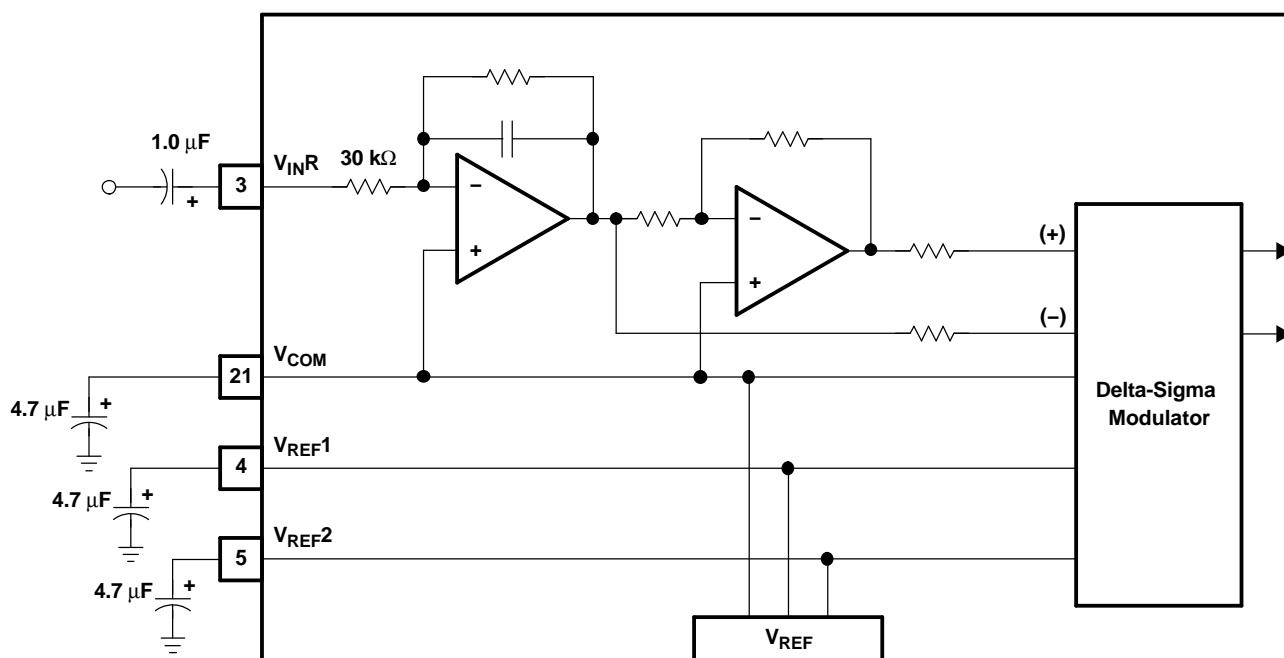 1.0 μF
+
3
VINR
30 kΩ
−
+
−
+
(+)
(−)
Delta-Sigma
Modulator
21
VCOM
4.7 μF
+
4
VREF1
4.7 μF
+
5
VREF2
4.7 μF
+
VREF